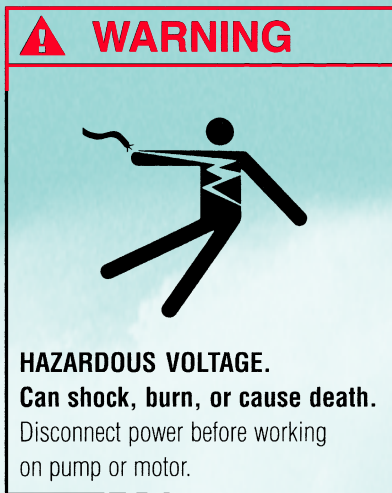 WARNING
HAZARDOUS VOLTAGE.
Can shock, burn, or cause death.
Disconnect power before working
on pump or motor.